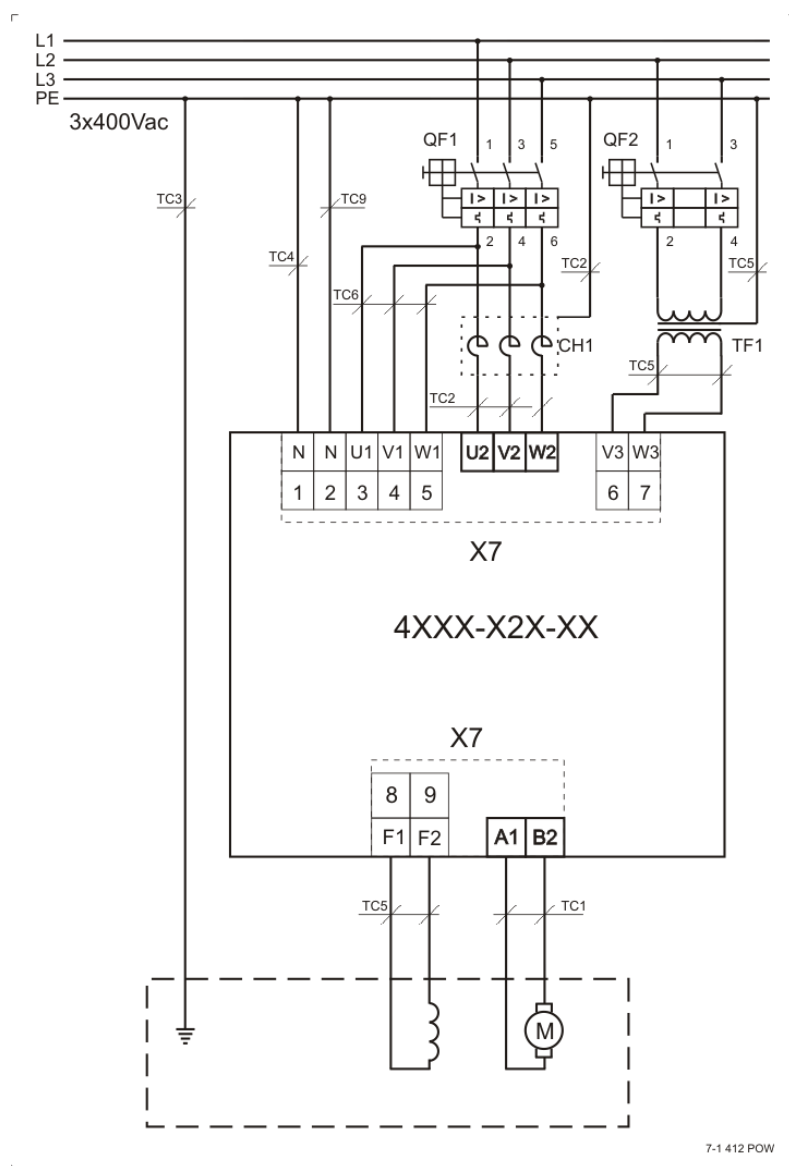 L1
L2
L3
PE
3x400Vac
QF1
1 3 5
QF2
1 3
TC3
TC9
2 4 6
2 4
TC4
TC2
TC5
TC6
CH1
TF1
TC5
TC2
N N U1 V1 W1 U2 V2 W2 V3 W3
1 2 3 4 5 6 7
X7
4XXX-X2X-XX
X7
8 9
F1 F2 A1 B2
TC5 TC1
M
7-1 412 POW